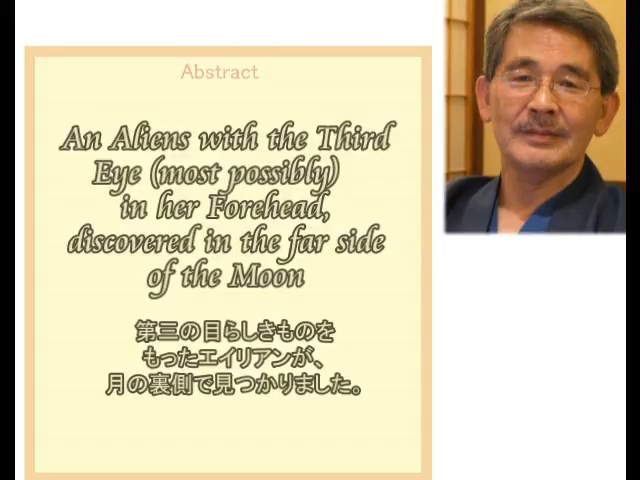 Abstract
An Aliens with the Third
Eye (most possibly)
in her Forehead,
discovered in the far side
of the Moon
第三の目らしきものを
もったエイリアンが、
月の裏側で見つかりました。